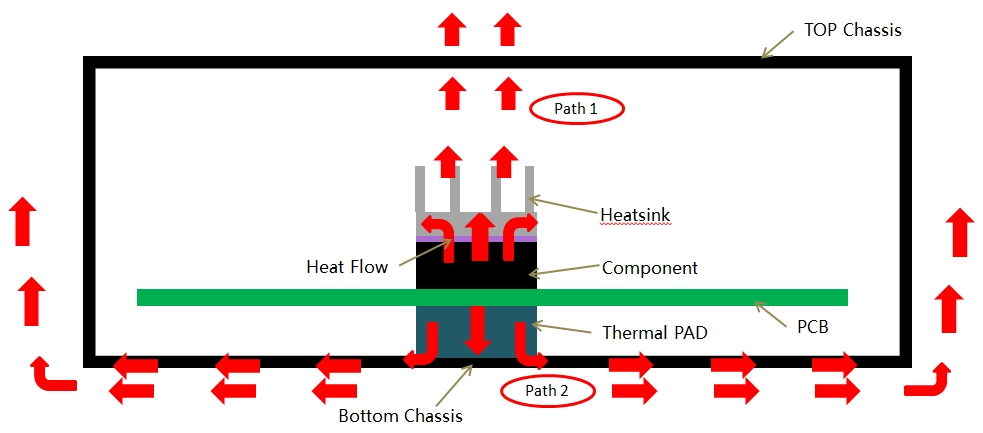 TOP Chassis
Path 1
Heatsink
Heat Flow
Component
PCB
Thermal PAD
Path 2
Bottom Chassis